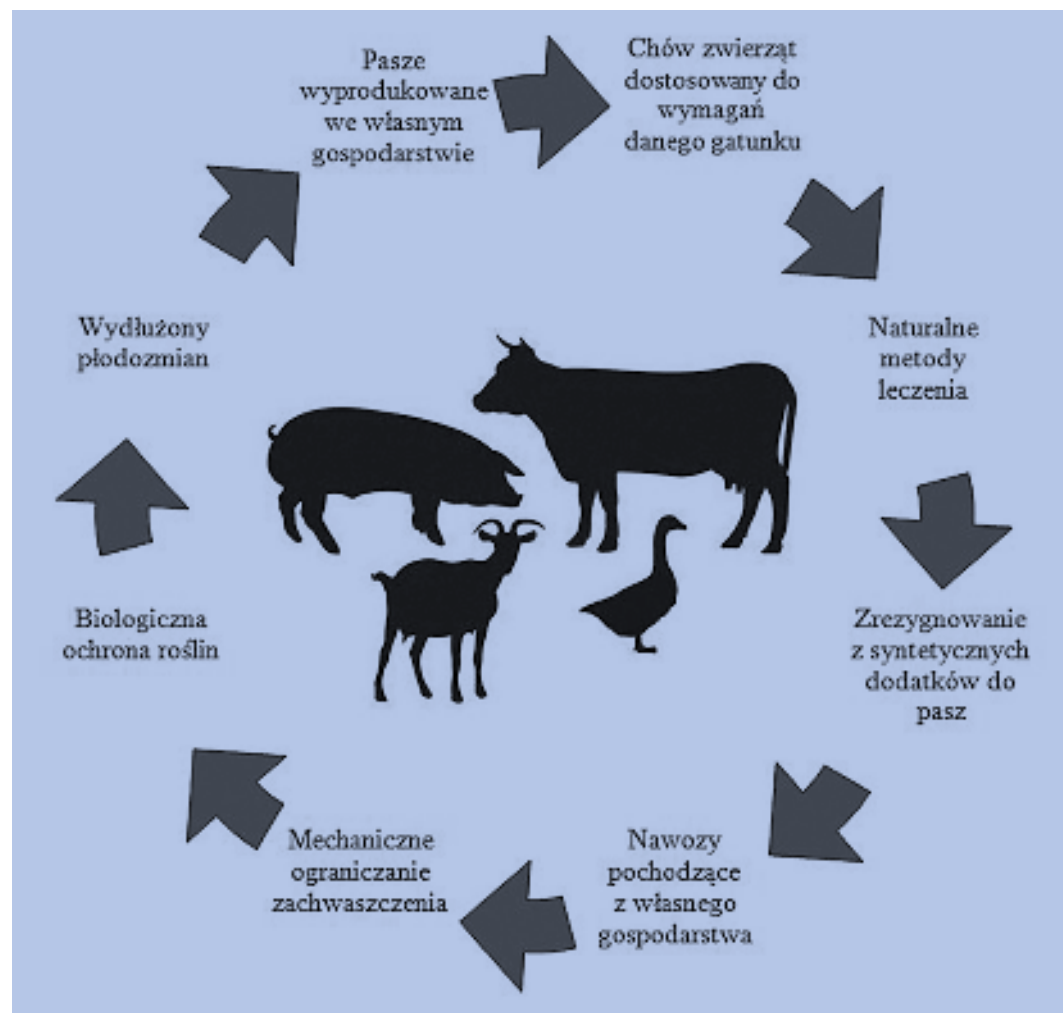 Pasze
wyprodukowane
we własnym
gospodarstwie
Chów zwierząt
dostosowany do
wymagań
danego gatunku
Naturalne
metody
leczenia
Zrezygnowanie
z syntetycznych
dodatków do
pasz
Nawozy
pochodzące
z własnego
gospodarstwa
Mechaniczne
ograniczanie
zachwaszczenia
Biologiczna
ochrona roślin
Wydłużony
płodozmian